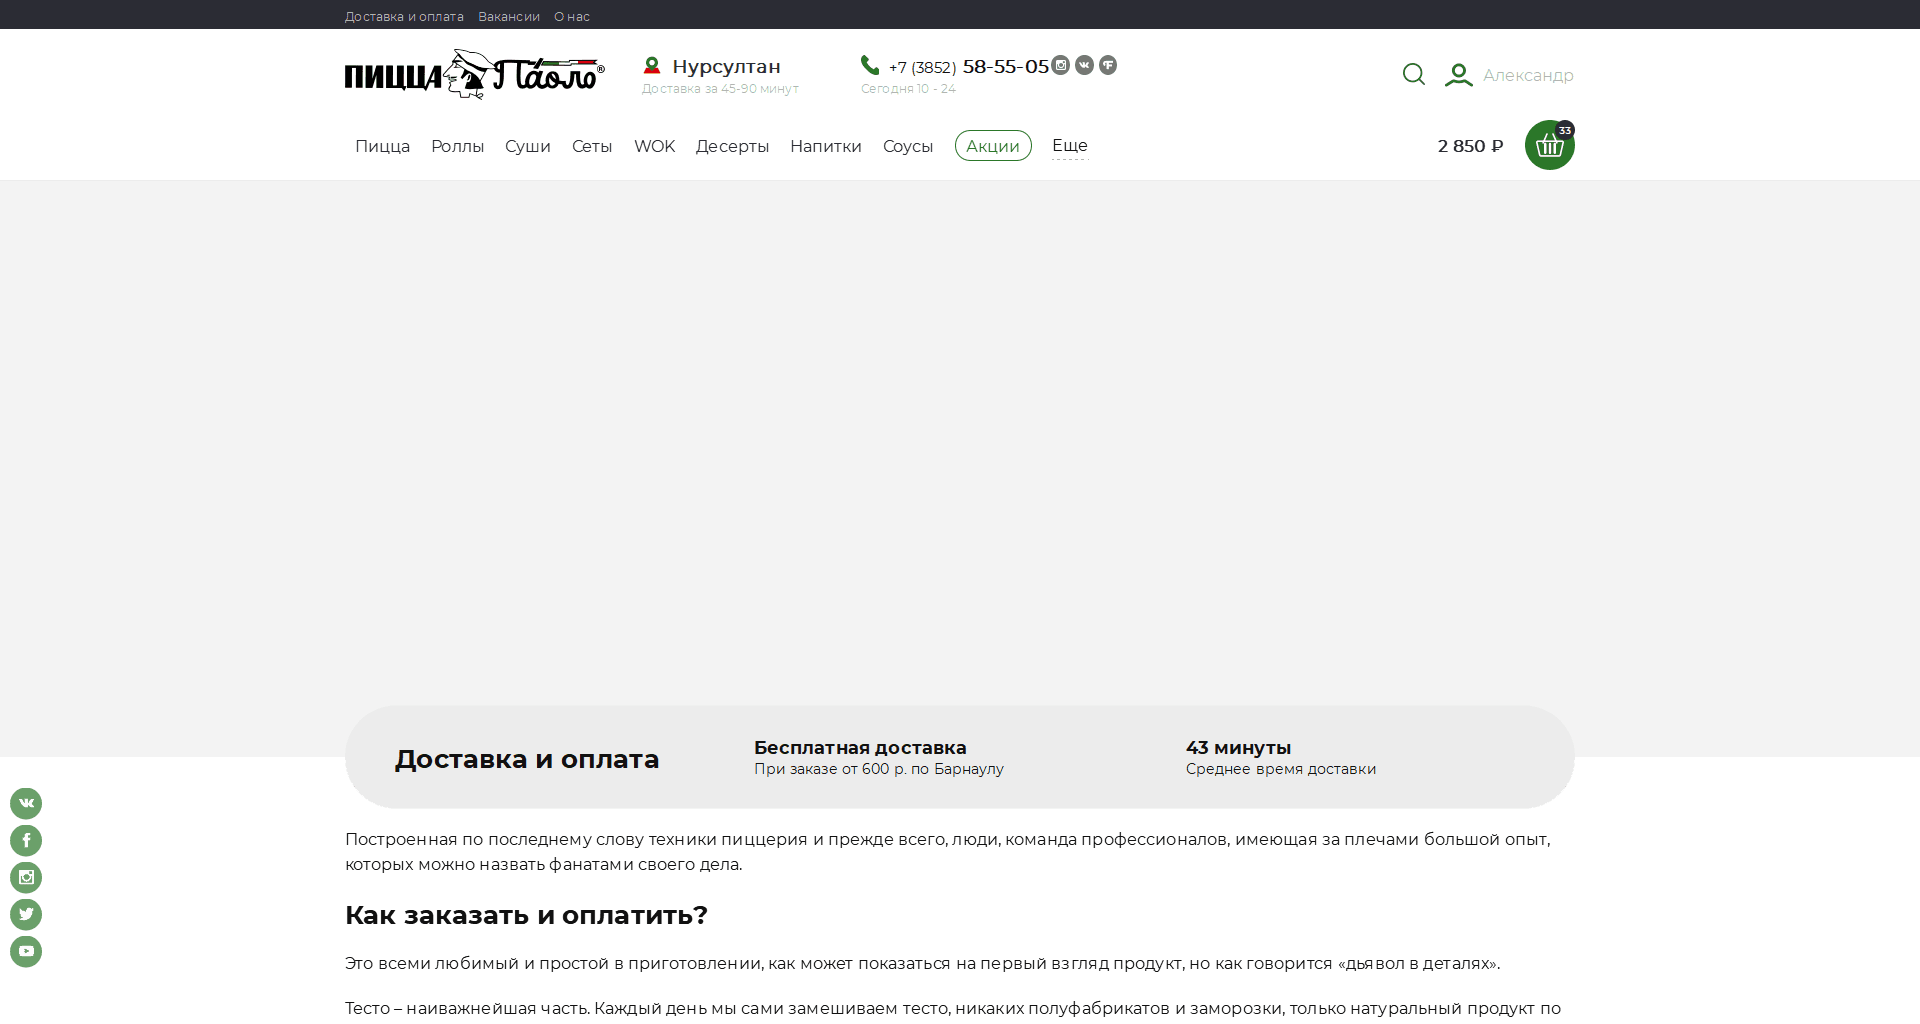 Доставка и оплата Вакансии О нас
ПИЦЦА Паоло®
Нурсултан
Доставка за 45-90 минут
+7 (3852) 58-55-05
Сегодня 10 - 24
Александр
Пицца Роллы Суши Сеты WOK Десерты Напитки Соусы Акции Еще
2 850 ₽
33
Доставка и оплата
Бесплатная доставка
При заказе от 600 р. по Барнаулу
43 минуты
Среднее время доставки
Построенная по последнему слову техники пиццерия и прежде всего, люди, команда профессионалов, имеющая за плечами большой опыт,
которых можно назвать фанатами своего дела.
Как заказать и оплатить?
Это всеми любимый и простой в приготовлении, как может показаться на первый взгляд продукт, но как говорится «дьявол в деталях».
Тесто – наиважнейшая часть. Каждый день мы сами замешиваем тесто, никаких полуфабрикатов и заморозки, только натуральный продукт по